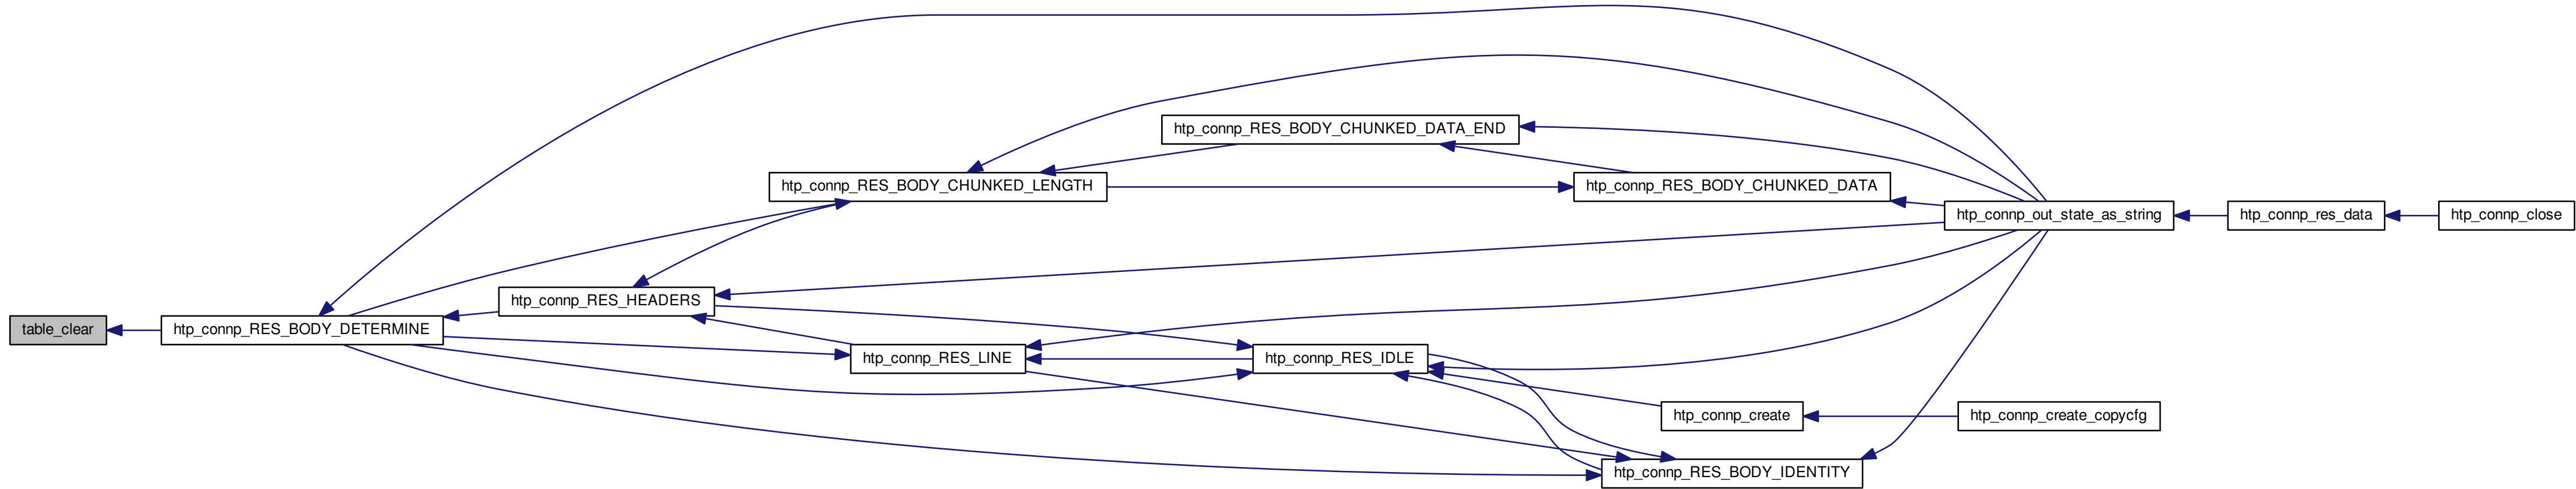 htp_connp_RES_BODY_CHUNKED_DATA_END
htp_connp_RES_BODY_CHUNKED_LENGTH
htp_connp_RES_BODY_CHUNKED_DATA
htp_connp_out_state_as_string
htp_connp_res_data
htp_connp_close
htp_connp_RES_HEADERS
table_clear
htp_connp_RES_BODY_DETERMINE
htp_connp_RES_LINE
htp_connp_RES_IDLE
htp_connp_create
htp_connp_create_copycfg
htp_connp_RES_BODY_IDENTITY